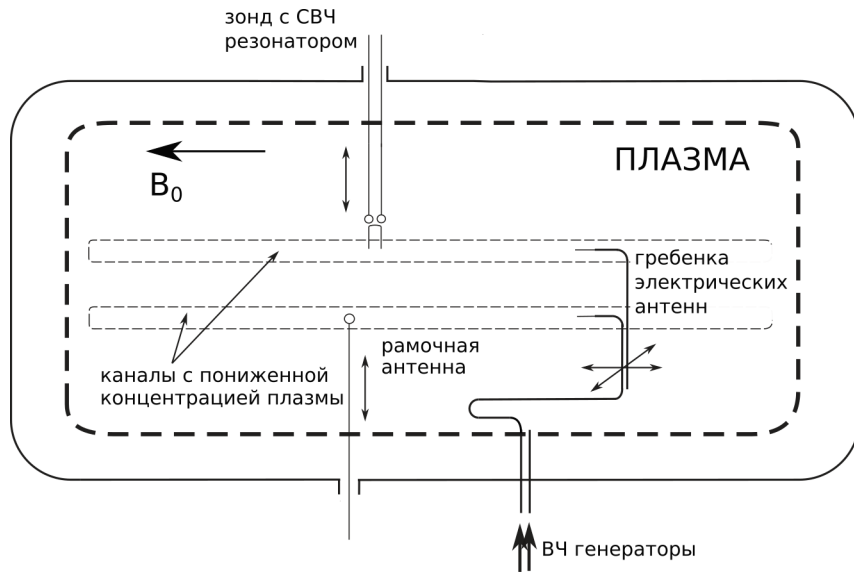 зонд с СВЧ
резонатором
ПЛАЗМА
B₀
гребенка
электрических
антенн
рамочная
антенна
каналы с пониженной
концентрацией плазмы
ВЧ генераторы